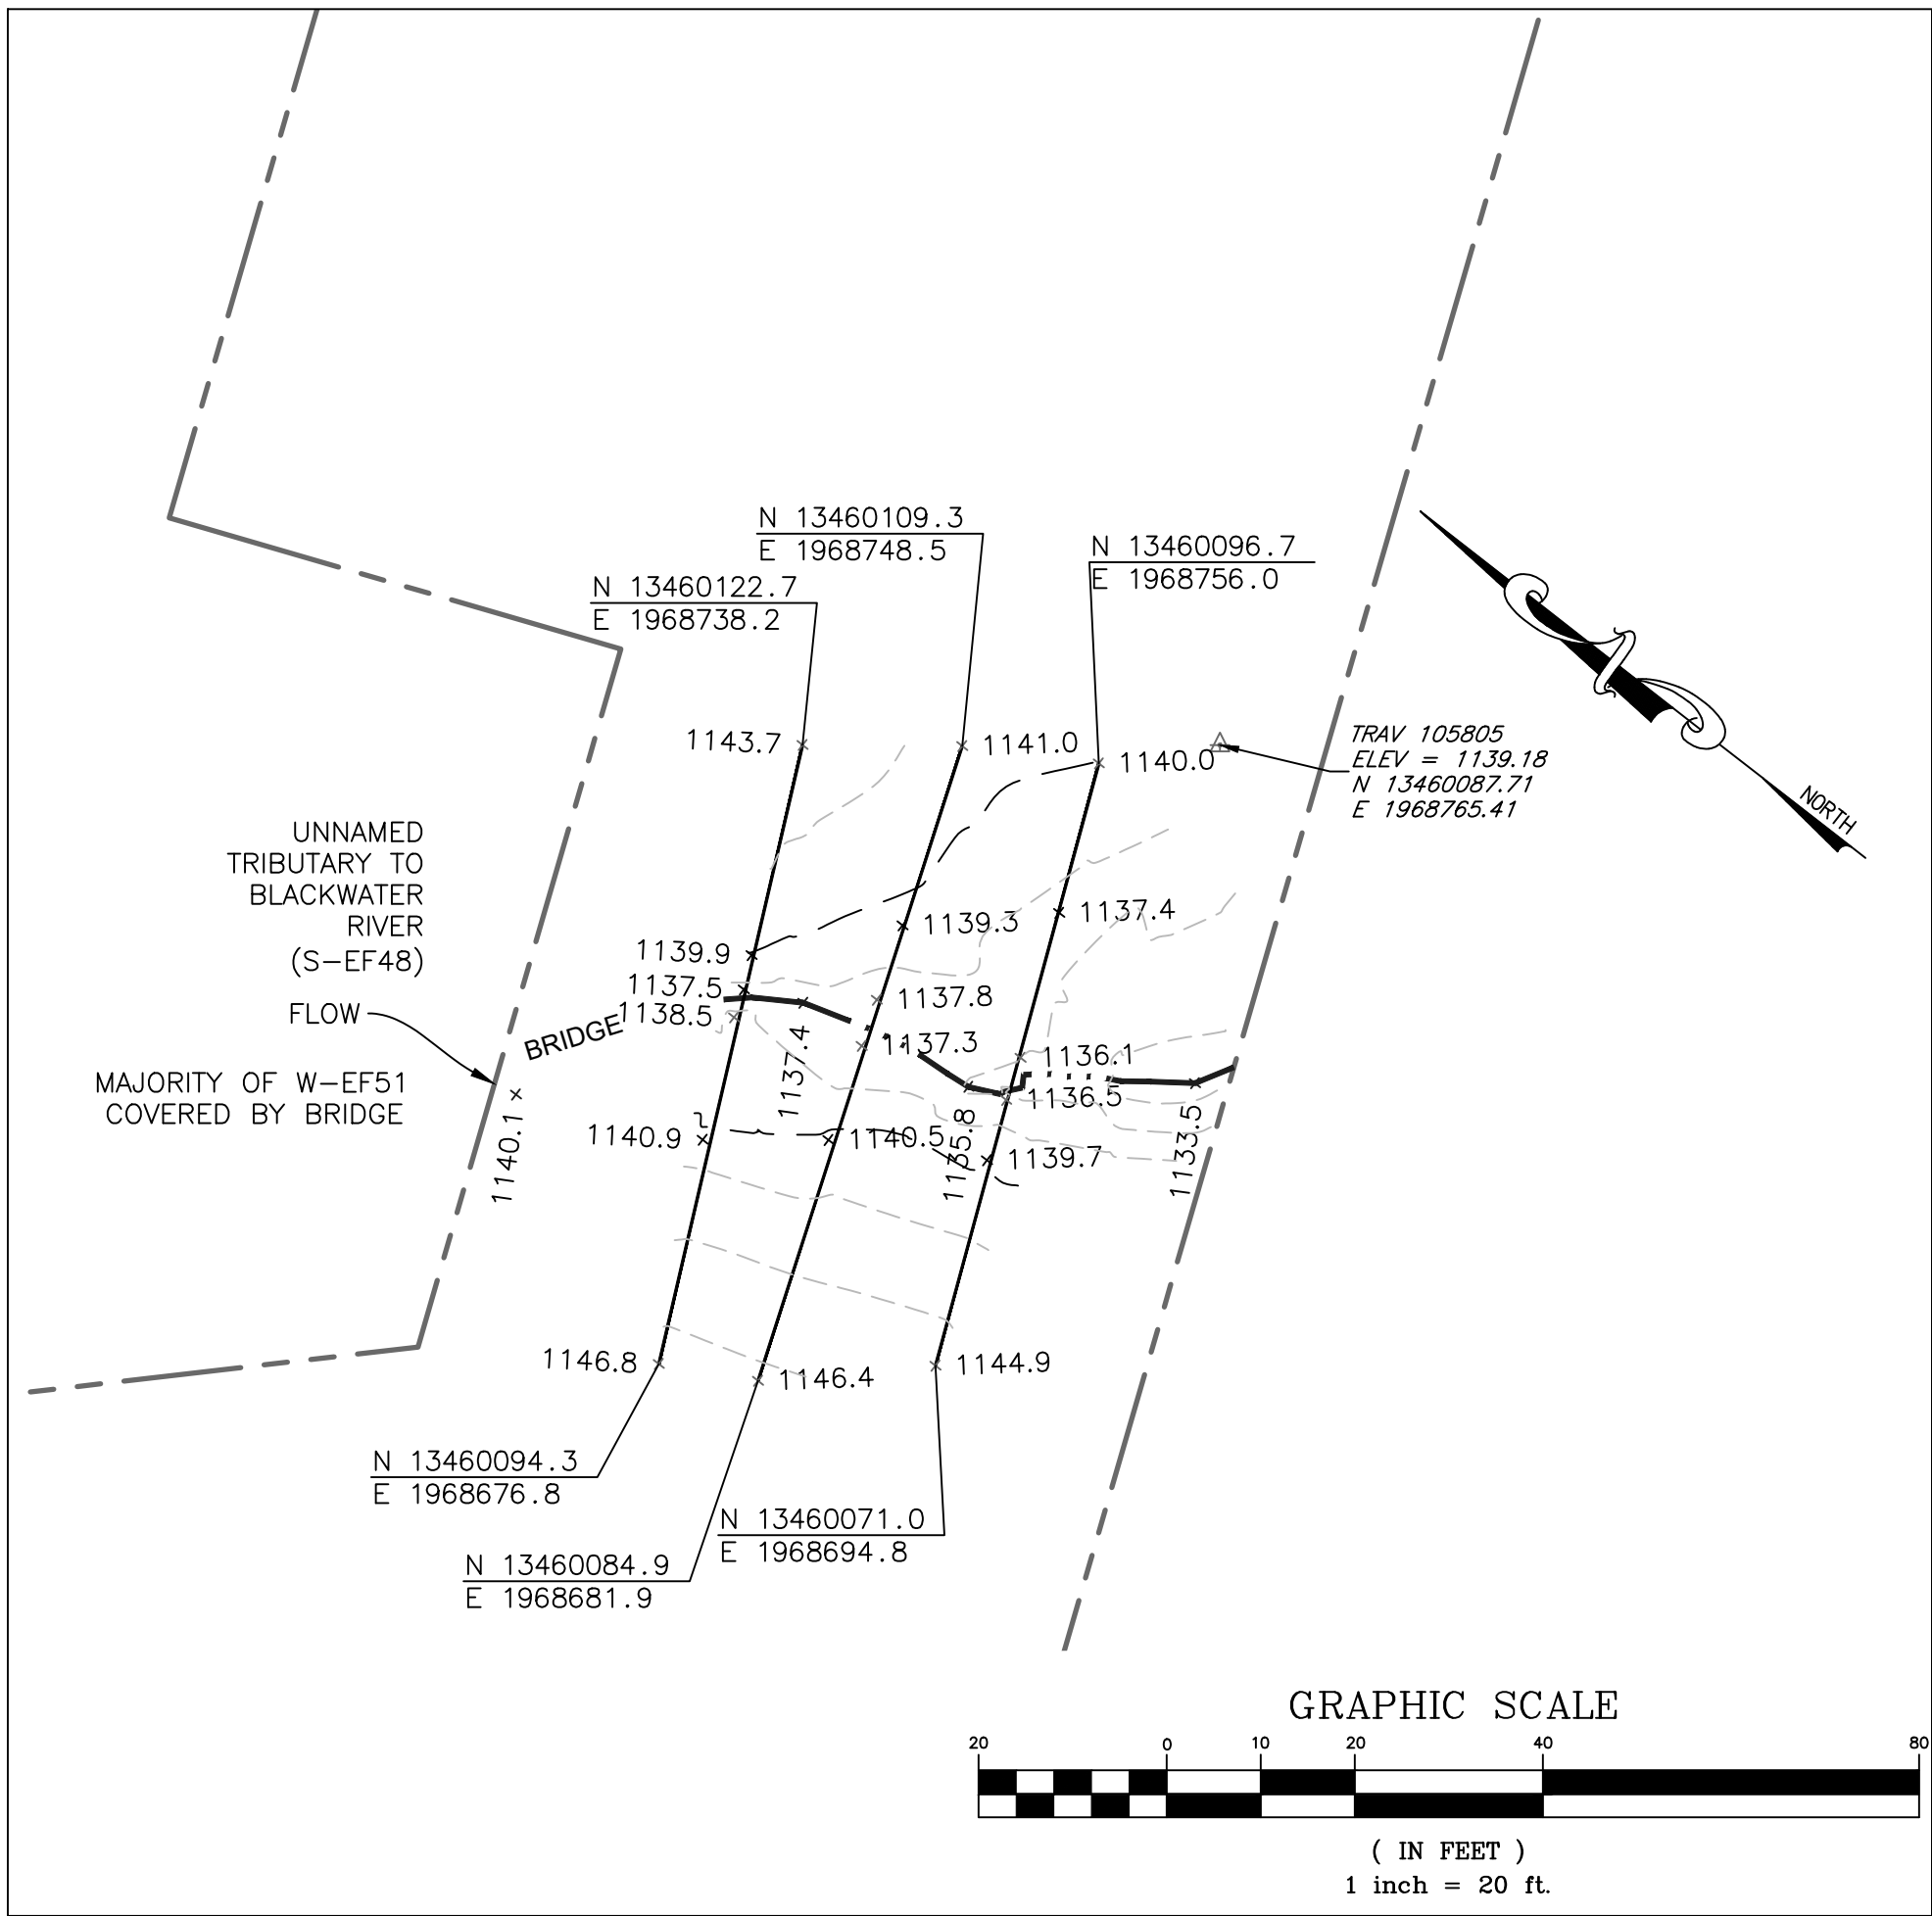 N 13460109.3
E 1968748.5
N 13460096.7
E 1968756.0
N 13460122.7
E 1968738.2
1143.7
1141.0
1140.0
TRAV 105805
ELEV = 1139.18
N 13460087.71
E 1968765.41
NORTH
UNNAMED
TRIBUTARY TO
BLACKWATER
RIVER
(S-EF48)
FLOW
BRIDGE
MAJORITY OF W-EF51
COVERED BY BRIDGE
1140.1
1139.9
1139.3
1137.4
1137.5
1138.5
1137.8
1137.4
1137.3
1136.1
1136.5
1135.8
1133.5
1140.9
1140.5
1139.7
1146.8
1146.4
1144.9
N 13460094.3
E 1968676.8
N 13460071.0
E 1968694.8
N 13460084.9
E 1968681.9
GRAPHIC SCALE
20 0 10 20 40 80
( IN FEET )
1 inch = 20 ft.